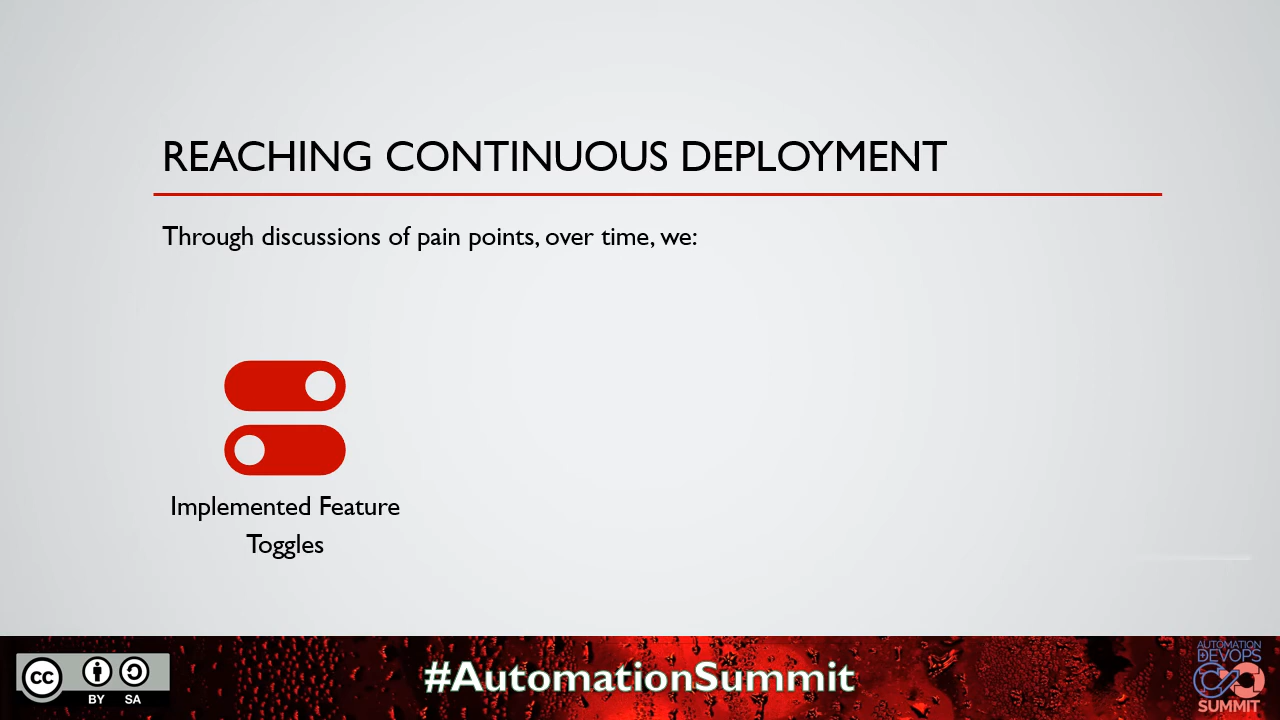 REACHING CONTINUOUS DEPLOYMENT
Through discussions of pain points, over time, we:
Implemented Feature
Toggles
cc
BY SA
#AutomationSummit
AUTOMATION
DEVOPS
SUMMIT